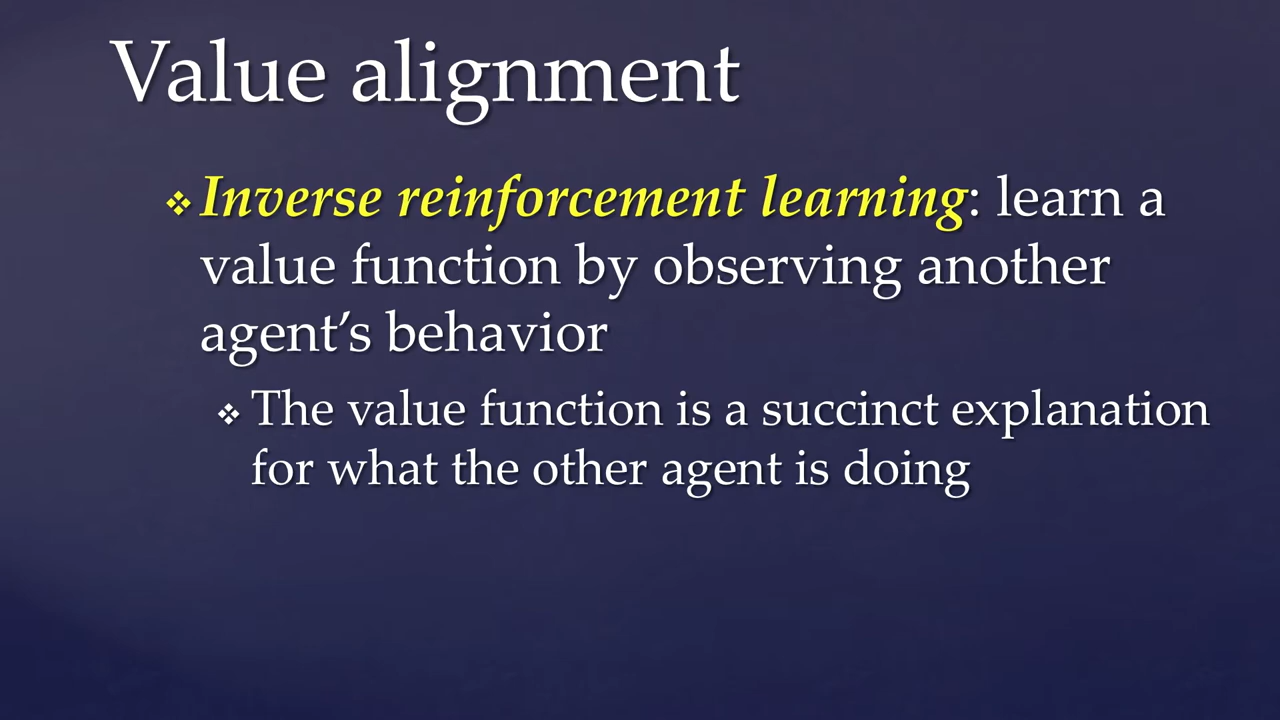 Value alignment
❖ Inverse reinforcement learning: learn a
value function by observing another
agent’s behavior
❖ The value function is a succinct explanation
for what the other agent is doing